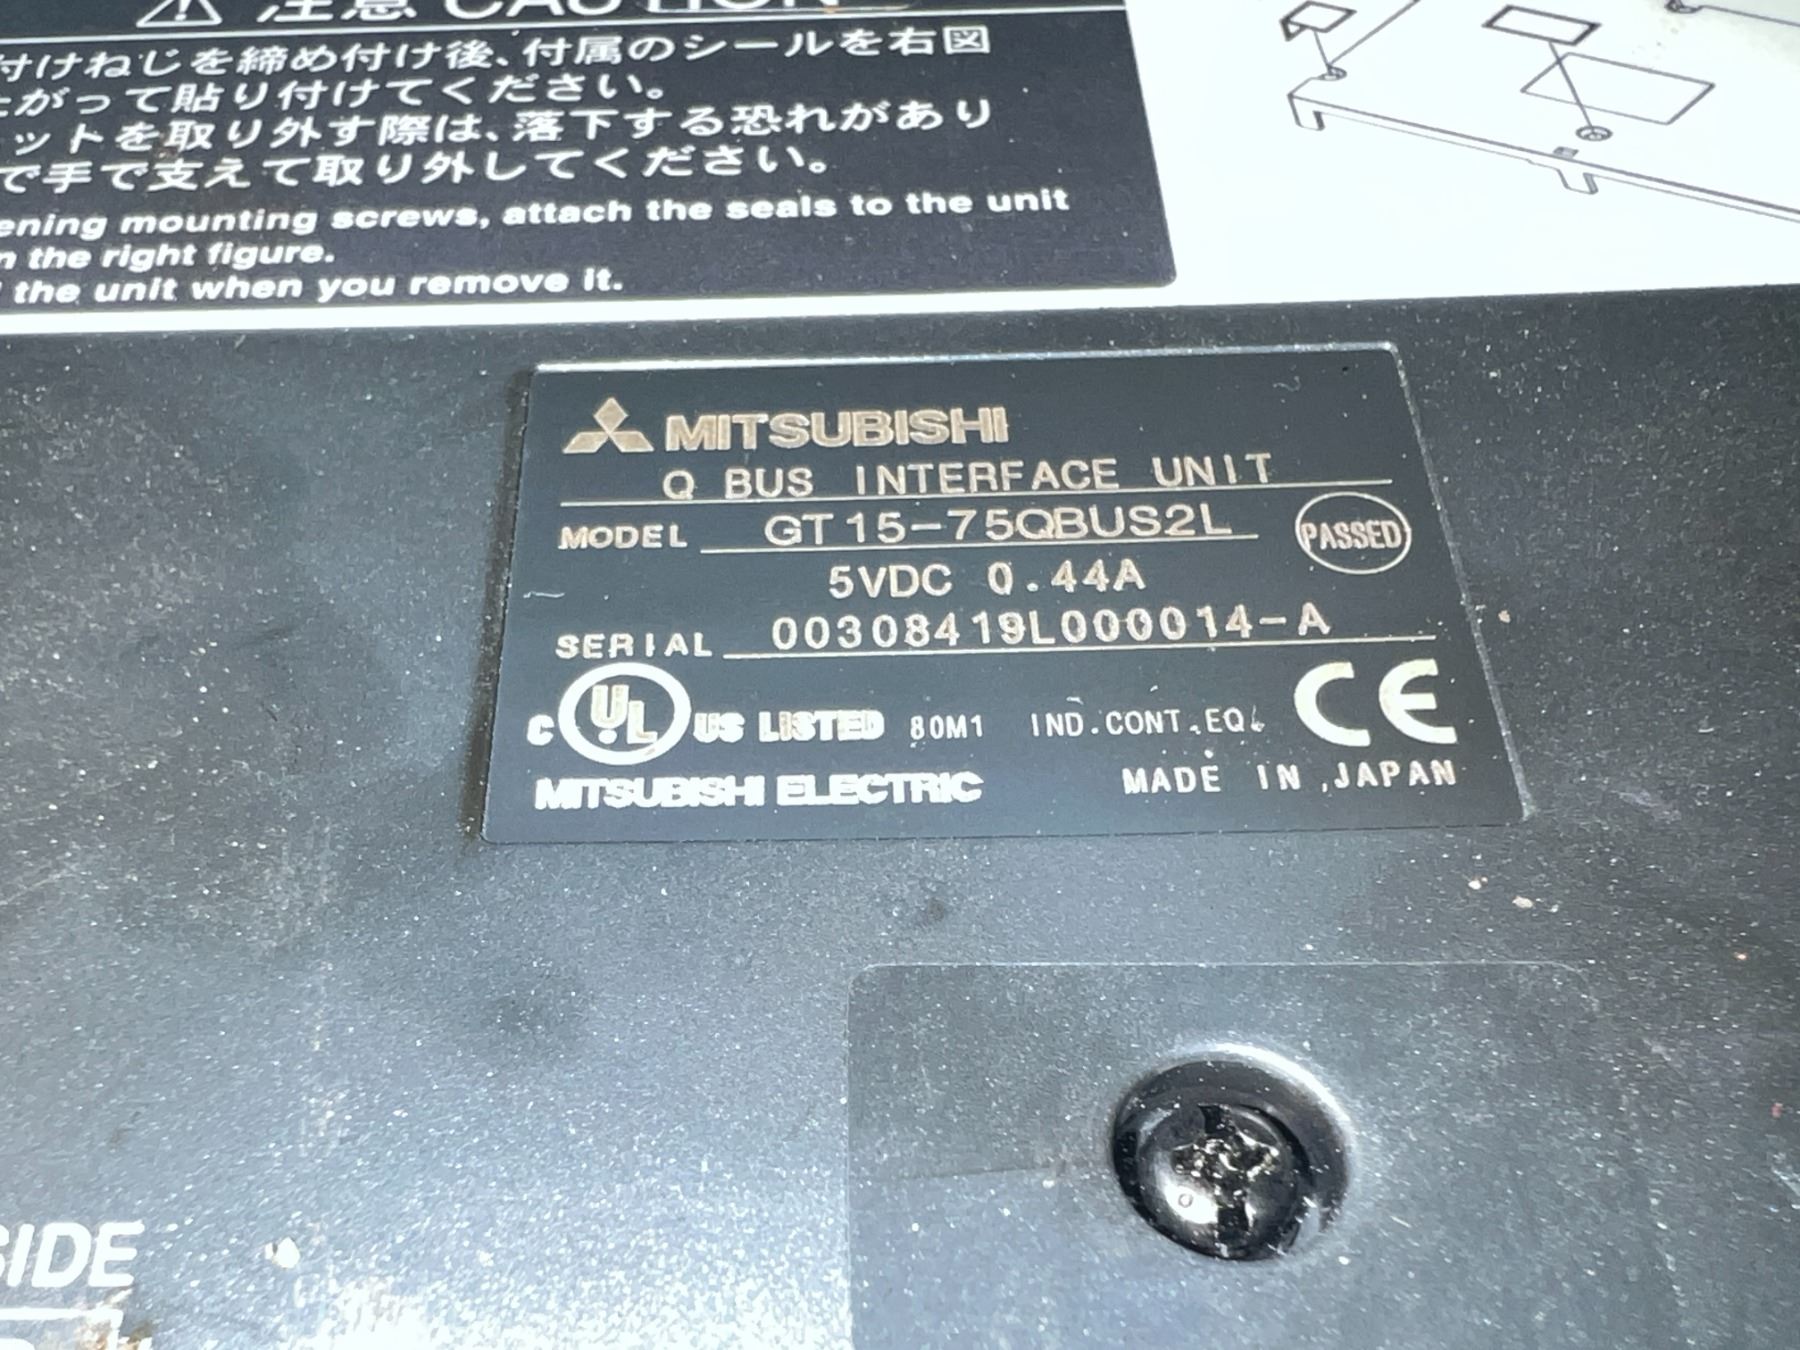 注意 CAUTION
付けねじを締め付け後、付属のシールを右図
たがって貼り付けてください。
ットを取り外す際は、落下する恐れがあり
で手で支えて取り外してください。
ening mounting screws, attach the seals to the unit
n the right figure.
the unit when you remove it.
MITSUBISHI
Q BUS INTERFACE UNIT
MODEL GT15-75QBUS2L PASSED
5VDC 0.44A
SERIAL 00308419L000014-A
C UL US LISTED 80M1 IND.CONT.EQ. CE
MITSUBISHI ELECTRIC MADE IN JAPAN
SIDE